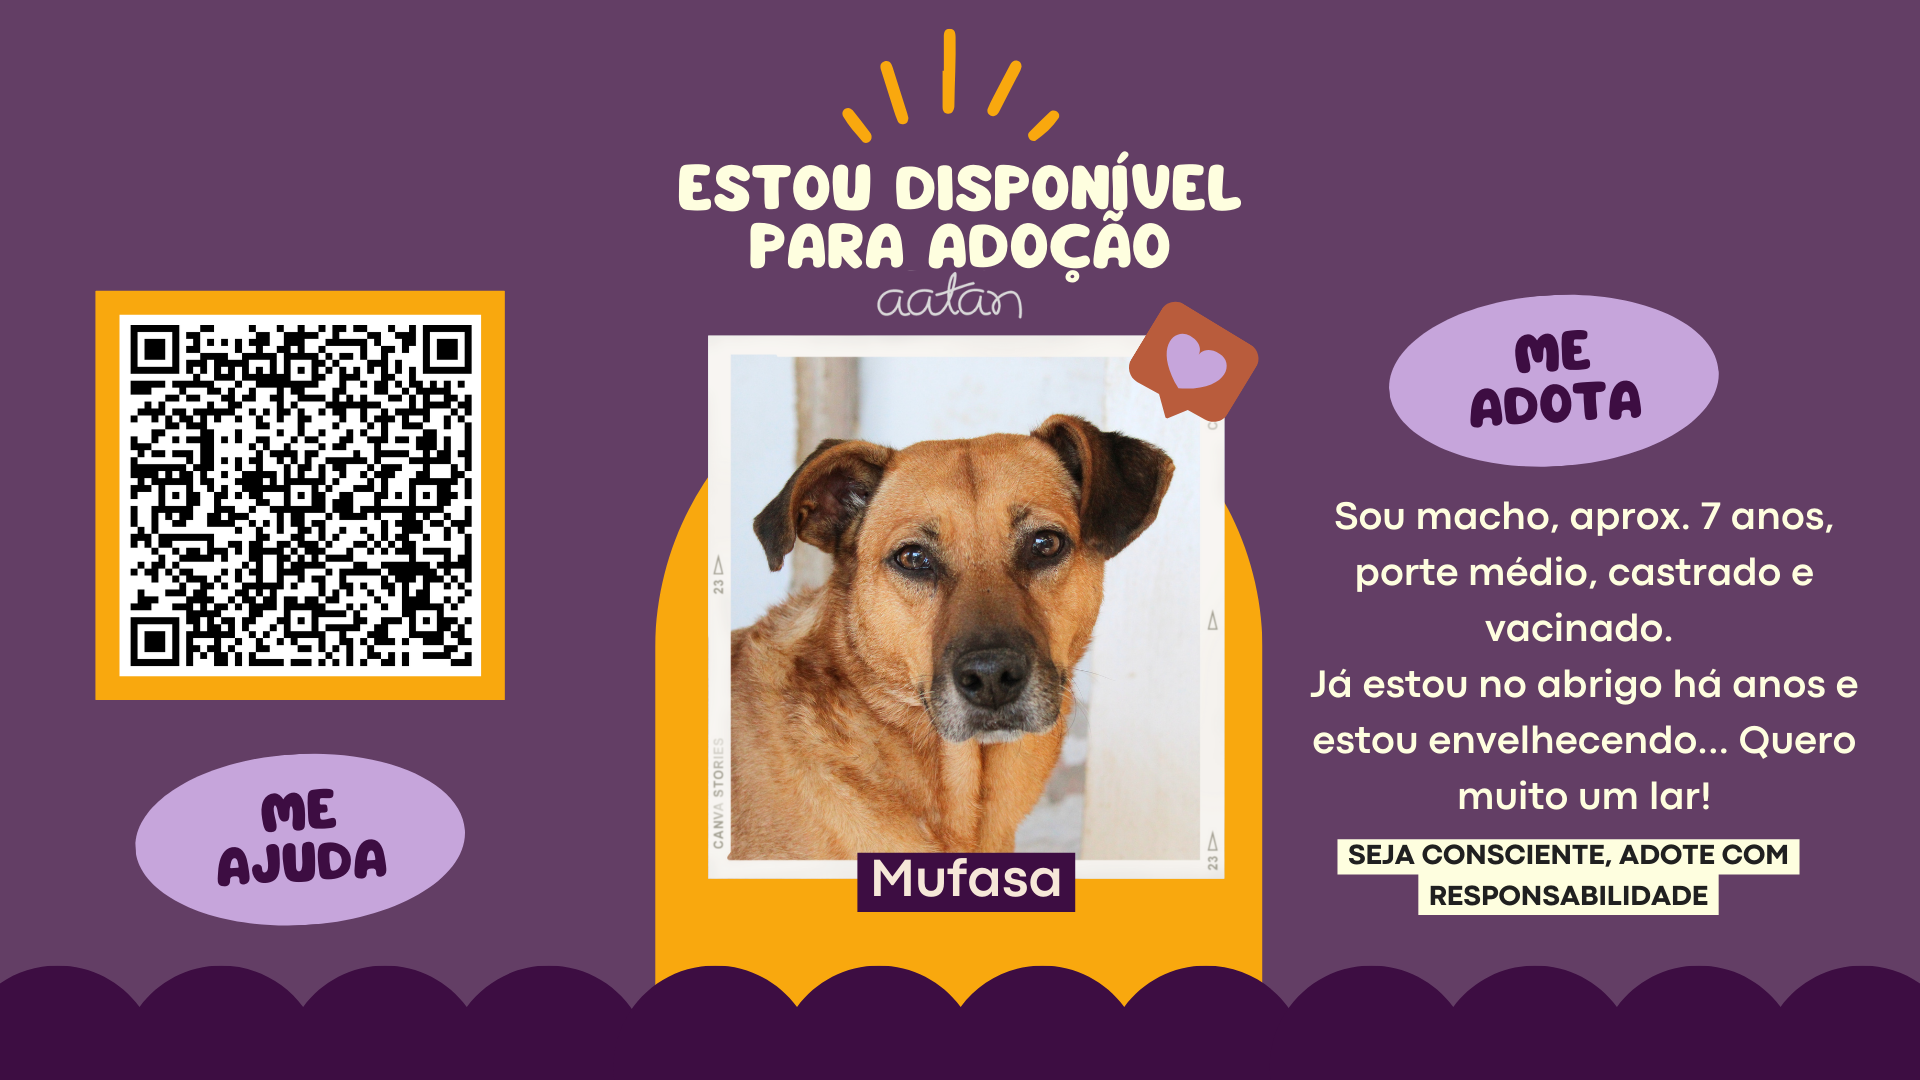 ESTOU DISPONÍVEL
PARA ADOÇÃO
aatan
ME
AJUDA
23
CANVA STORIES
23
Mufasa
ME
ADOTA
Sou macho, aprox. 7 anos,
porte médio, castrado e
vacinado.
Já estou no abrigo há anos e
estou envelhecendo... Quero
muito um lar!
SEJA CONSCIENTE, ADOTE COM
RESPONSABILIDADE